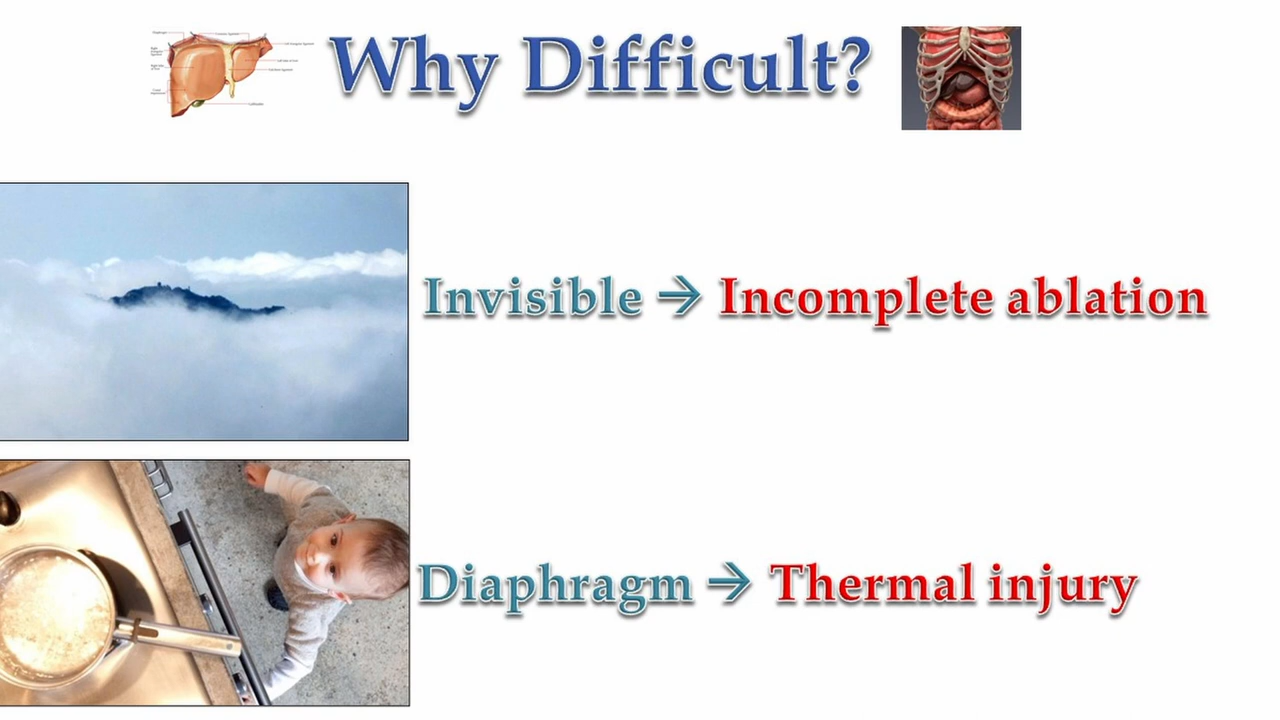 Why Difficult?
Invisible → Incomplete ablation
Diaphragm → Thermal injury